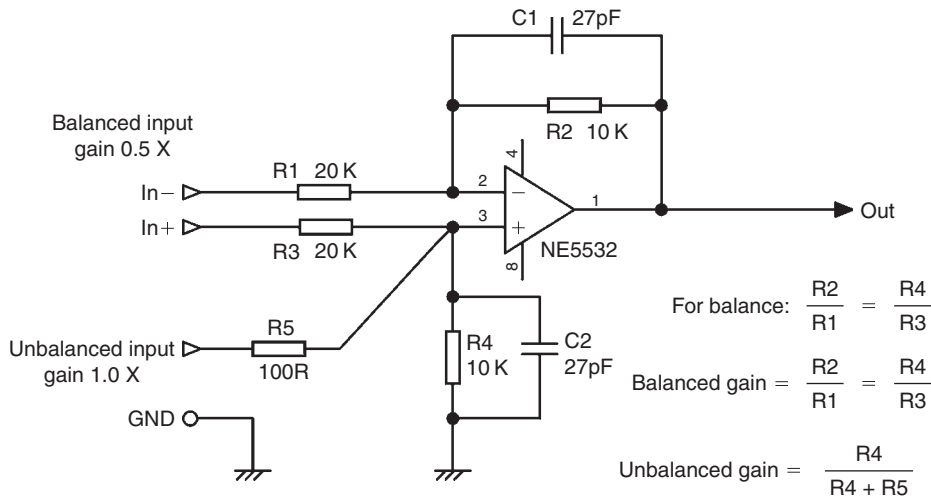 C1 27pF
R2 10 K
Balanced input
gain 0.5 X
R1 20 K
In−
2
−
4
1
Out
In+
3
+
R3 20 K
8
NE5532
For balance: R2/R1 = R4/R3
R5
100R
Unbalanced input
gain 1.0 X
R4
10 K
C2
27pF
Balanced gain = R2/R1 = R4/R3
GND
Unbalanced gain = R4/R4 + R5